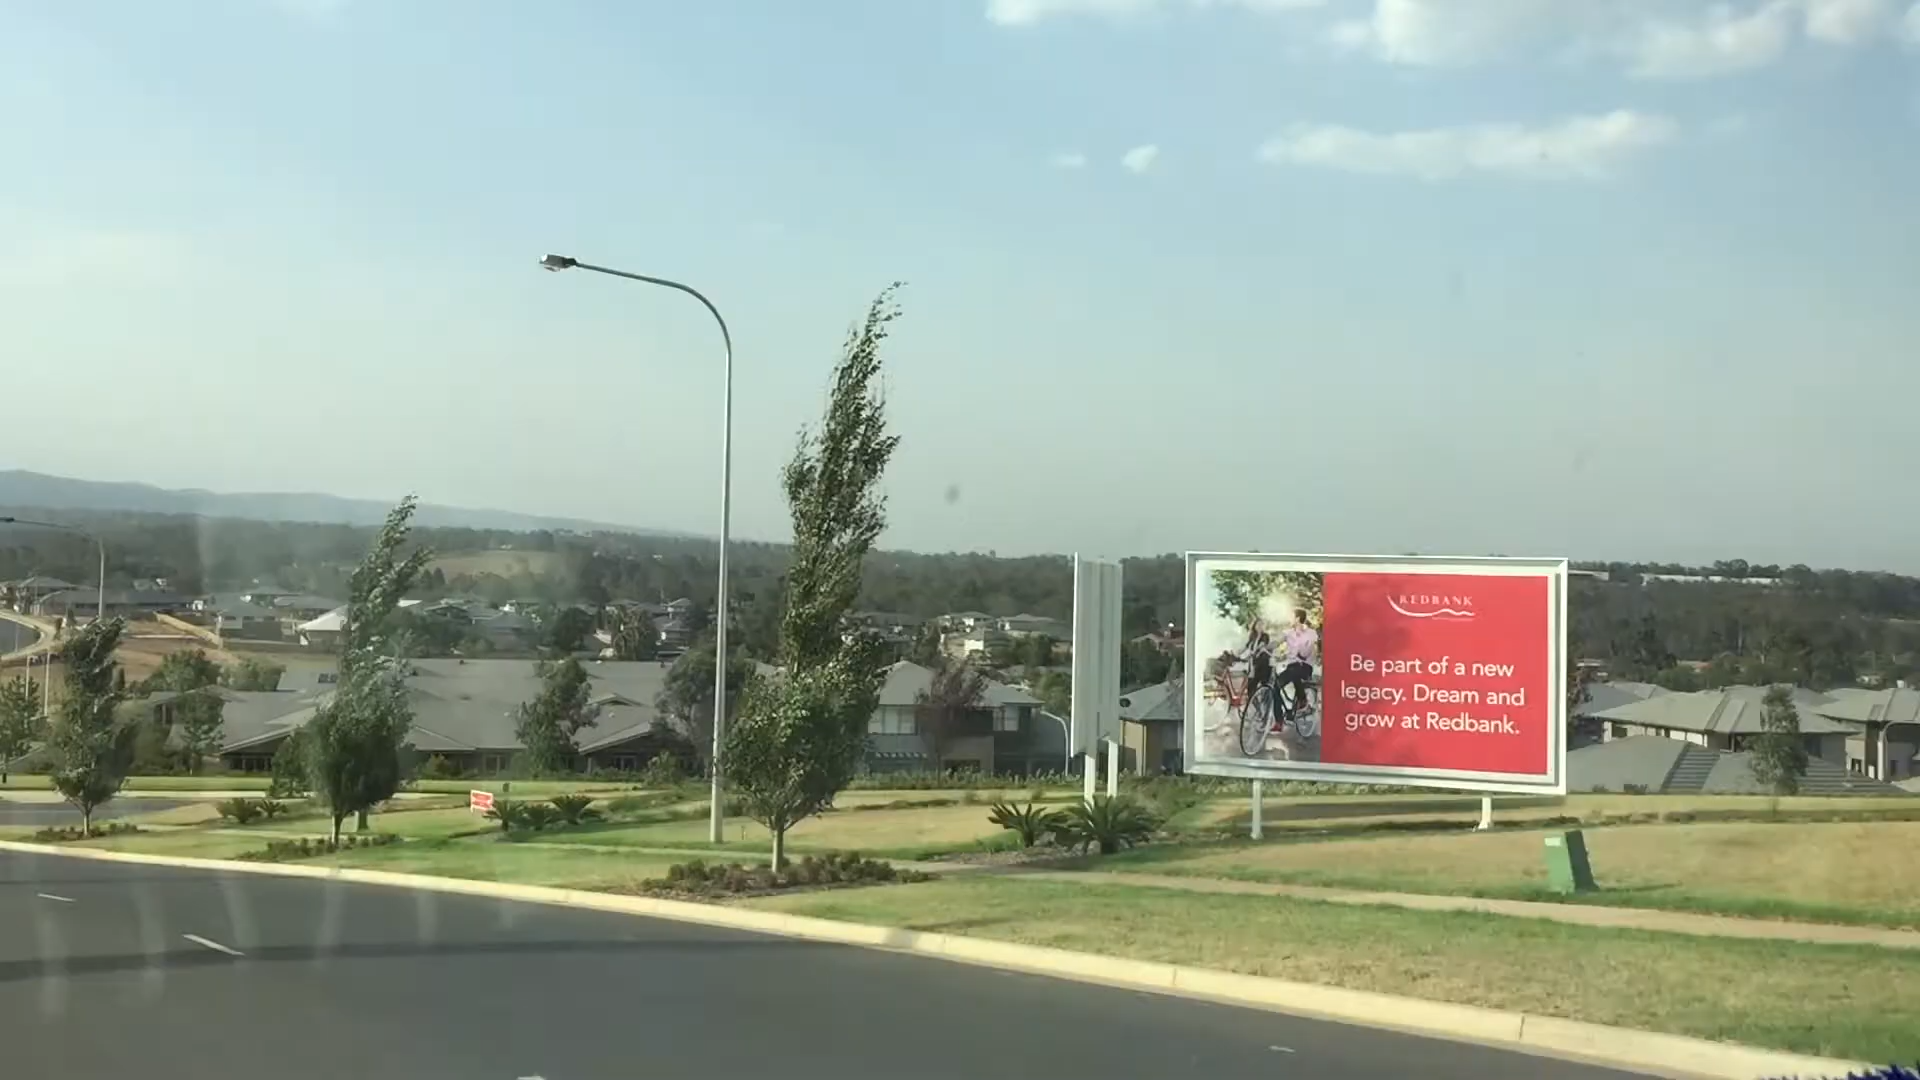 REDBANK
Be part of a new
legacy. Dream and
grow at Redbank.